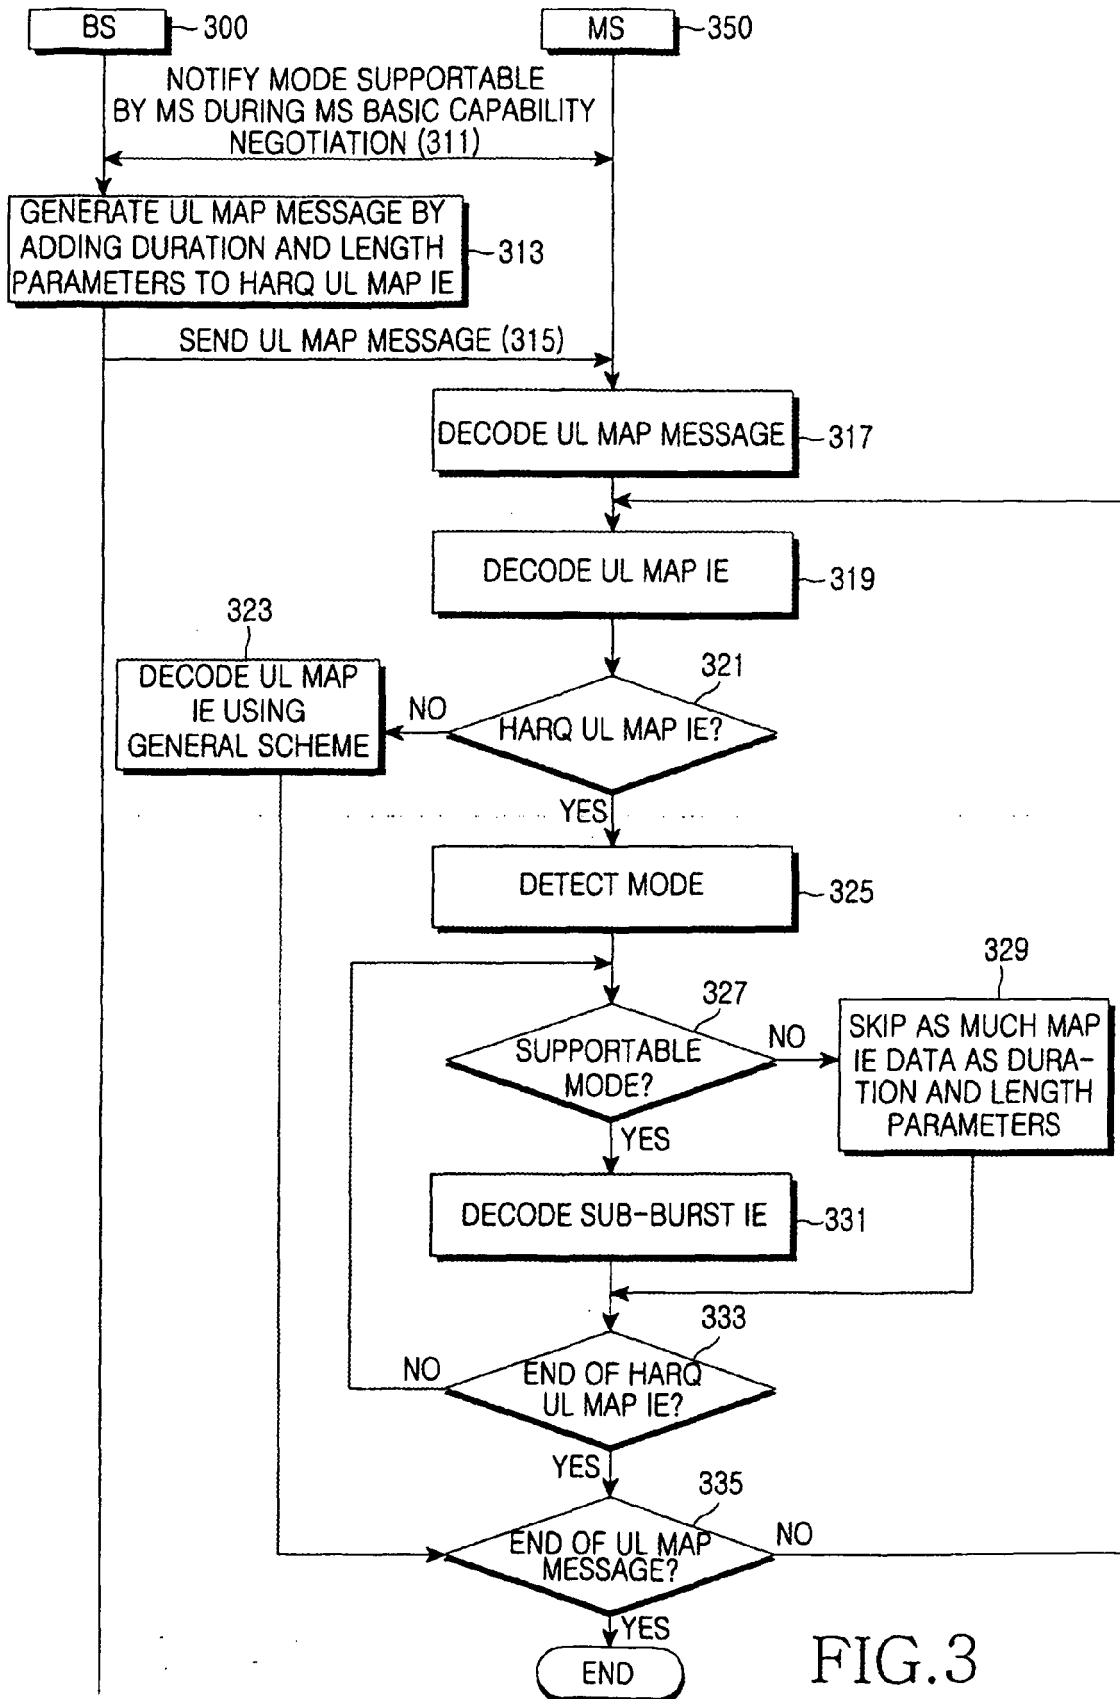 BS
300
MS
350
NOTIFY MODE SUPPORTABLE
BY MS DURING MS BASIC CAPABILITY
NEGOTIATION (311)
GENERATE UL MAP MESSAGE BY
ADDING DURATION AND LENGTH
PARAMETERS TO HARQ UL MAP IE
313
SEND UL MAP MESSAGE (315)
DECODE UL MAP MESSAGE
317
DECODE UL MAP IE
319
323
DECODE UL MAP
IE USING
GENERAL SCHEME
NO
321
HARQ UL MAP IE?
YES
DETECT MODE
325
327
SUPPORTABLE
MODE?
NO
329
SKIP AS MUCH MAP
IE DATA AS DURA-
TION AND LENGTH
PARAMETERS
YES
DECODE SUB-BURST IE
331
333
NO
END OF HARQ
UL MAP IE?
YES
335
END OF UL MAP
MESSAGE?
NO
YES
END
FIG.3